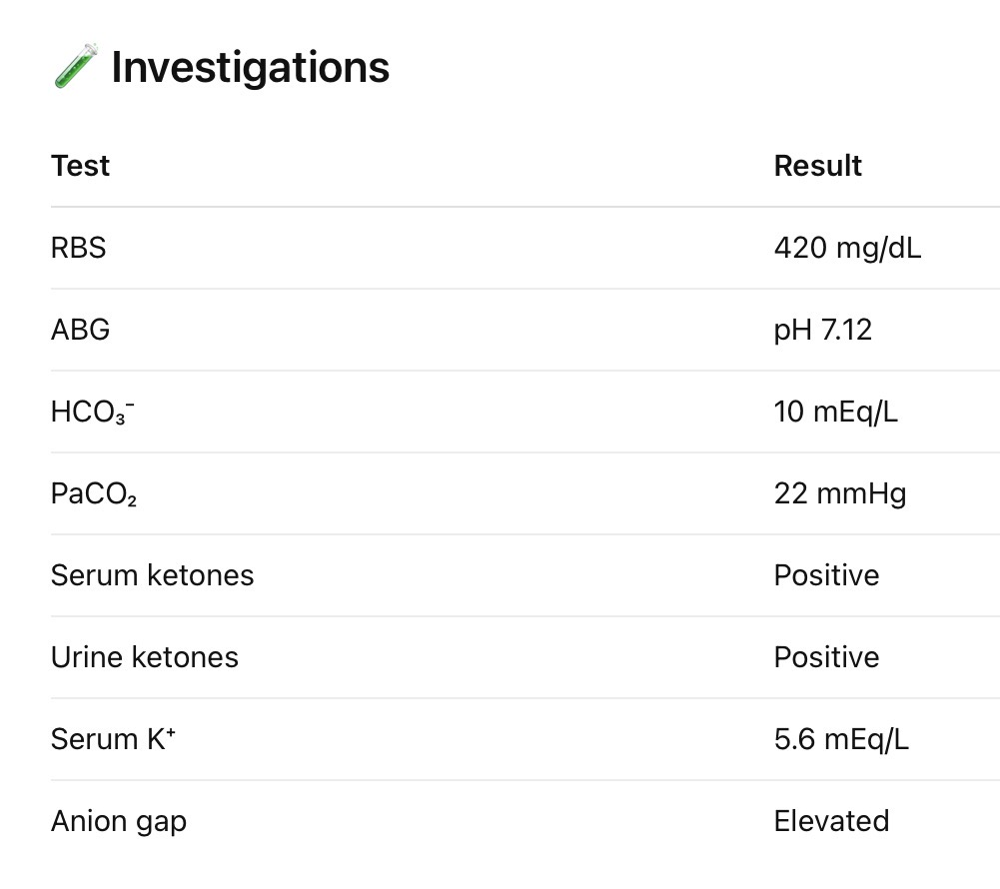 🧪 Investigations
Test Result
RBS 420 mg/dL
ABG pH 7.12
HCO₃⁻ 10 mEq/L
PaCO₂ 22 mmHg
Serum ketones Positive
Urine ketones Positive
Serum K⁺ 5.6 mEq/L
Anion gap Elevated